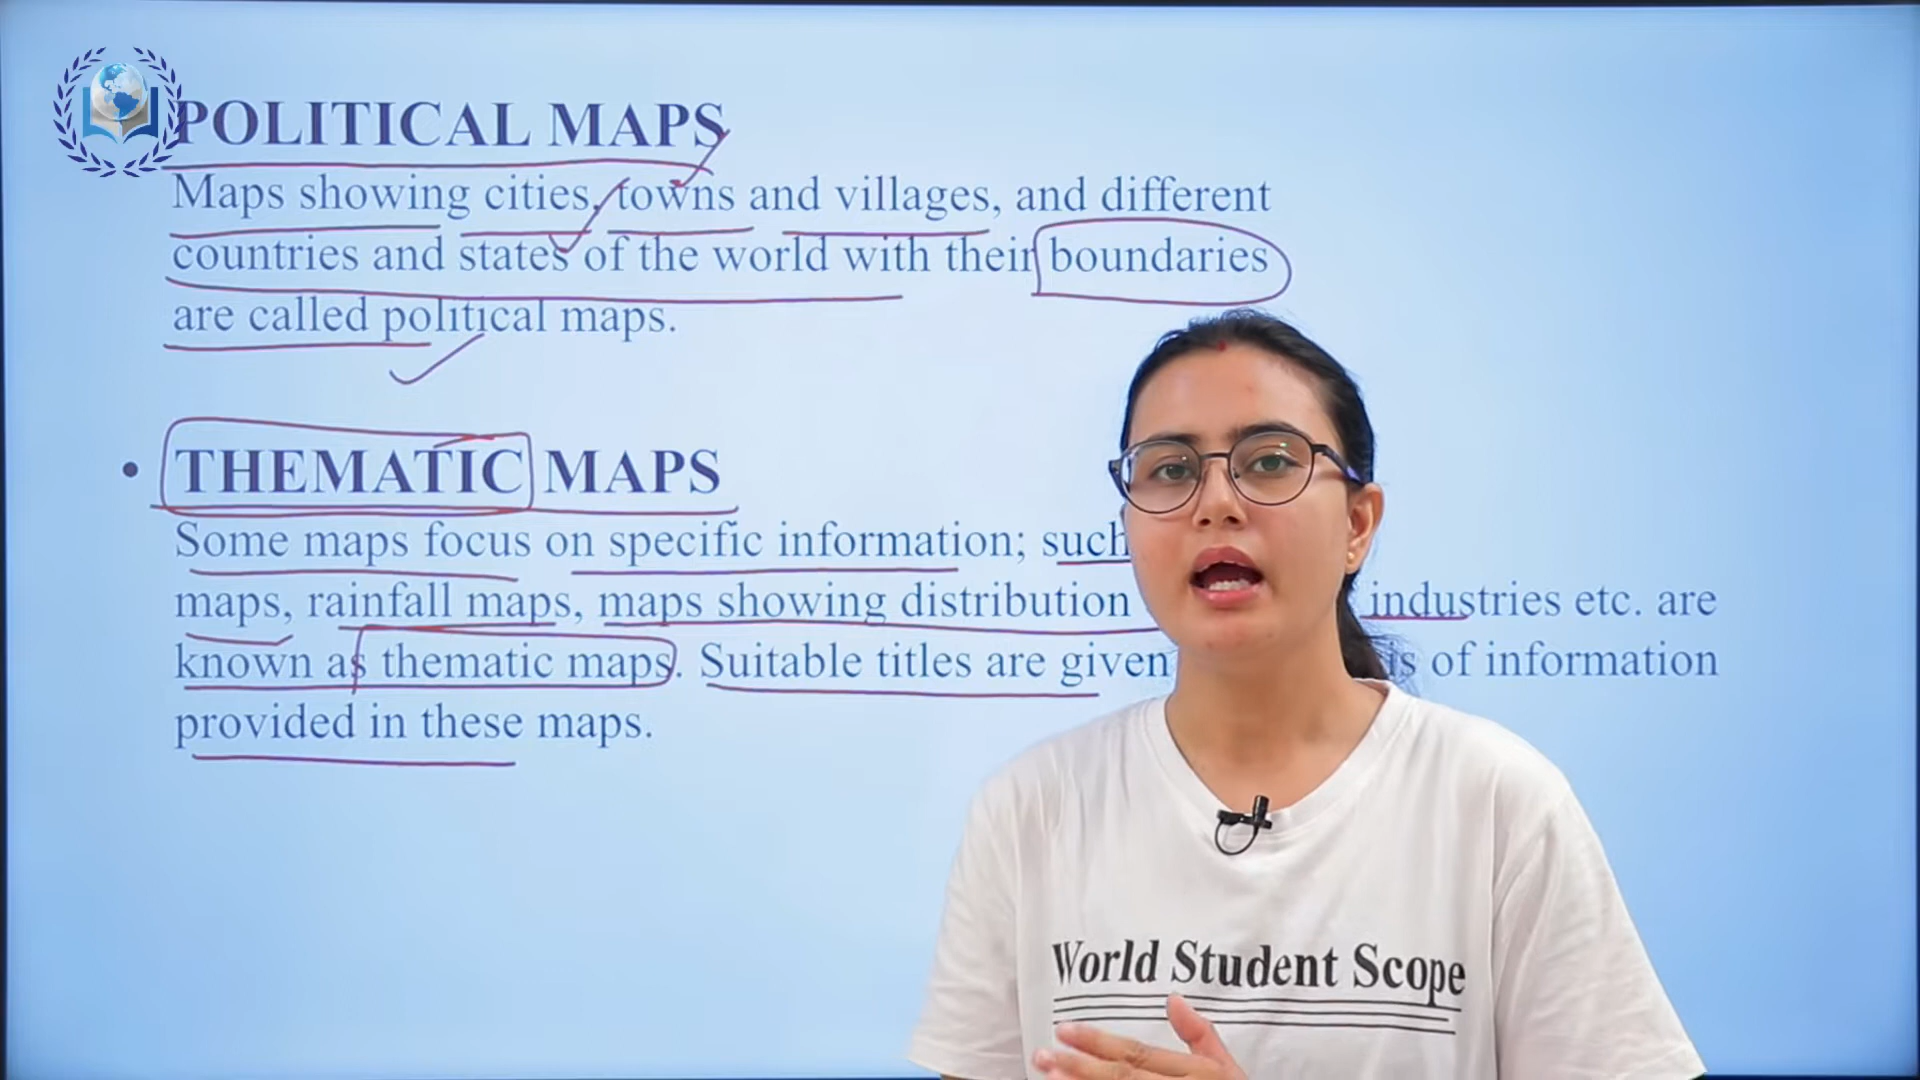 POLITICAL MAPS
Maps showing cities, towns and villages, and different
countries and states of the world with their boundaries
are called political maps.
• THEMATIC MAPS
Some maps focus on specific information; such
maps, rainfall maps, maps showing distribution industries etc. are
known as thematic maps. Suitable titles are given of information
provided in these maps.
World Student Scope